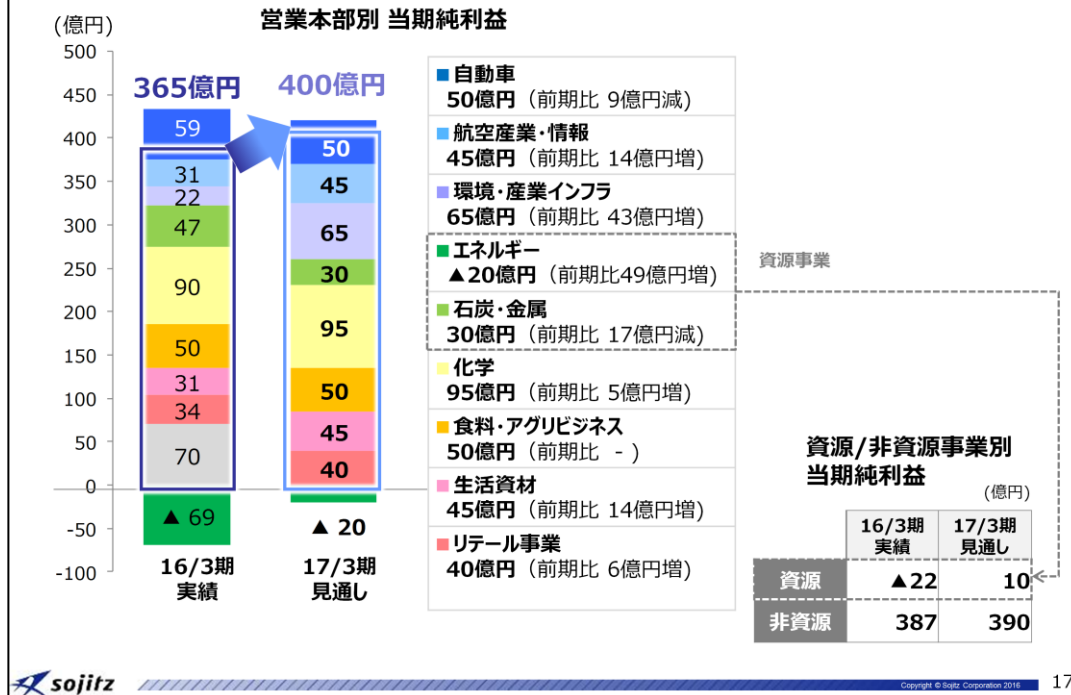 営業本部別 当期純利益
(億円)
500
450
400
350
300
250
200
150
100
50
0
-50
-100
365億円
400億円
59
31
22
47
90
50
31
34
70
▲ 69
50
45
65
30
95
50
45
40
▲ 20
16/3期
実績
17/3期
見通し
■自動車
50億円（前期比 9億円減)
■航空産業・情報
45億円（前期比 14億円増)
■環境・産業インフラ
65億円（前期比 43億円増)
■エネルギー
▲20億円（前期比49億円増)
■石炭・金属
30億円（前期比 17億円減)
■化学
95億円（前期比 5億円増)
■食料・アグリビジネス
50億円（前期比 - )
■生活資材
45億円（前期比 14億円増)
■リテール事業
40億円（前期比 6億円増)
資源事業
資源/非資源事業別
当期純利益
(億円)
16/3期 17/3期
実績 見通し
資源 ▲22 10
非資源 387 390
sojitz
Copyright © Sojitz Corporation 2016
17